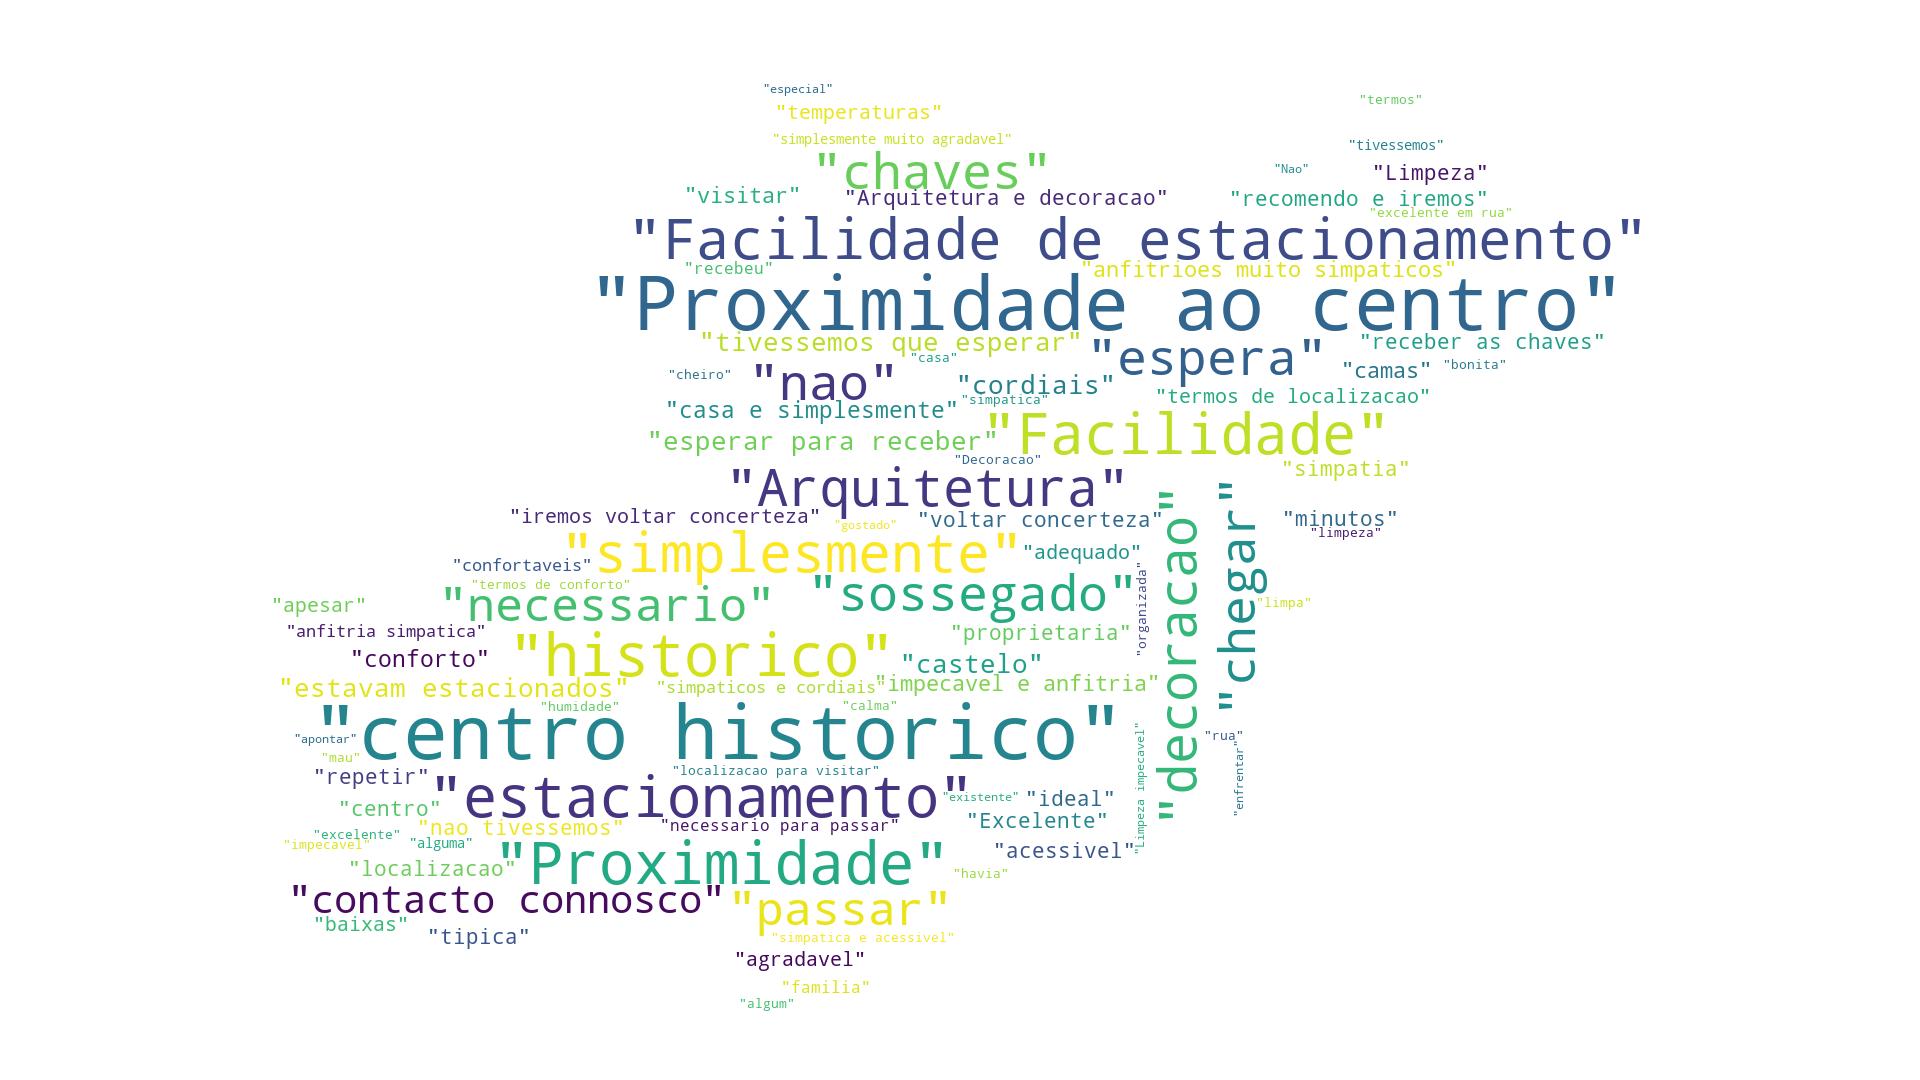 "especial"
"termos"
"temperaturas"
"simplesmente muito agradavel"
"tivessemos"
"chaves"
"Nao"
"Limpeza"
"visitar"
"Arquitetura e decoracao"
"recomendo e iremos"
"excelente em rua"
"Facilidade de estacionamento"
"recebeu"
"anfitrioes muito simpaticos"
"Proximidade ao centro"
"tivessemos que esperar"
"receber as chaves"
"casa"
"espera"
"cheiro"
"nao"
"cordiais"
"camas"
"bonita"
"simpatica"
"termos de localizacao"
"casa e simplesmente"
"esperar para receber"
"Facilidade"
"Decoracao"
"simpatia"
"Arquitetura"
"iremos voltar concerteza"
"gostado"
"voltar concerteza"
"minutos"
"limpeza"
"simplesmente"
"adequado"
"decoracao"
"chegar"
"confortaveis"
"termos de conforto"
"necessario"
"sossegado"
"organizada"
"limpa"
"apesar"
"anfitria simpatica"
"historico"
"proprietaria"
"conforto"
"castelo"
"estavam estacionados"
"simpaticos e cordiais"
"impecavel e anfitria"
"humidade"
"calma"
"centro historico"
"apontar"
"rua"
"mau"
"localizacao para visitar"
"Limpeza impecavel"
"enfrentar"
"repetir"
"estacionamento"
"existente"
"ideal"
"centro"
"nao tivessemos"
"necessario para passar"
"Excelente"
"excelente"
"impecavel"
"alguma"
"Proximidade"
"acessivel"
"localizacao"
"havia"
"contacto connosco"
"passar"
"baixas"
"tipica"
"simpatica e acessivel"
"agradavel"
"familia"
"algum"